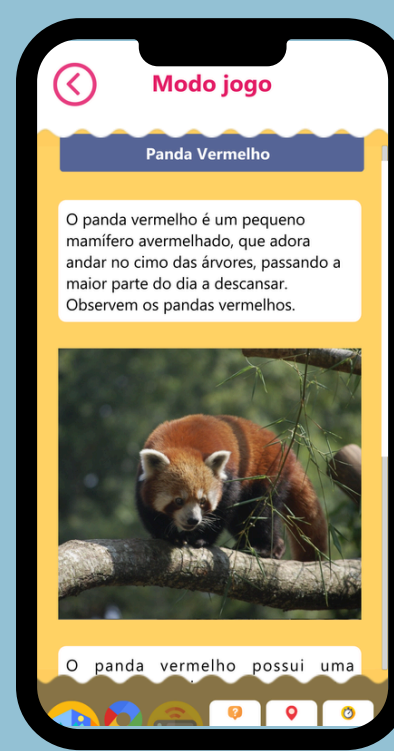 Modo jogo
Panda Vermelho
O panda vermelho é um pequeno
mamífero avermelhado, que adora
andar no cimo das árvores, passando a
maior parte do dia a descansar.
Observem os pandas vermelhos.
O panda vermelho possui uma